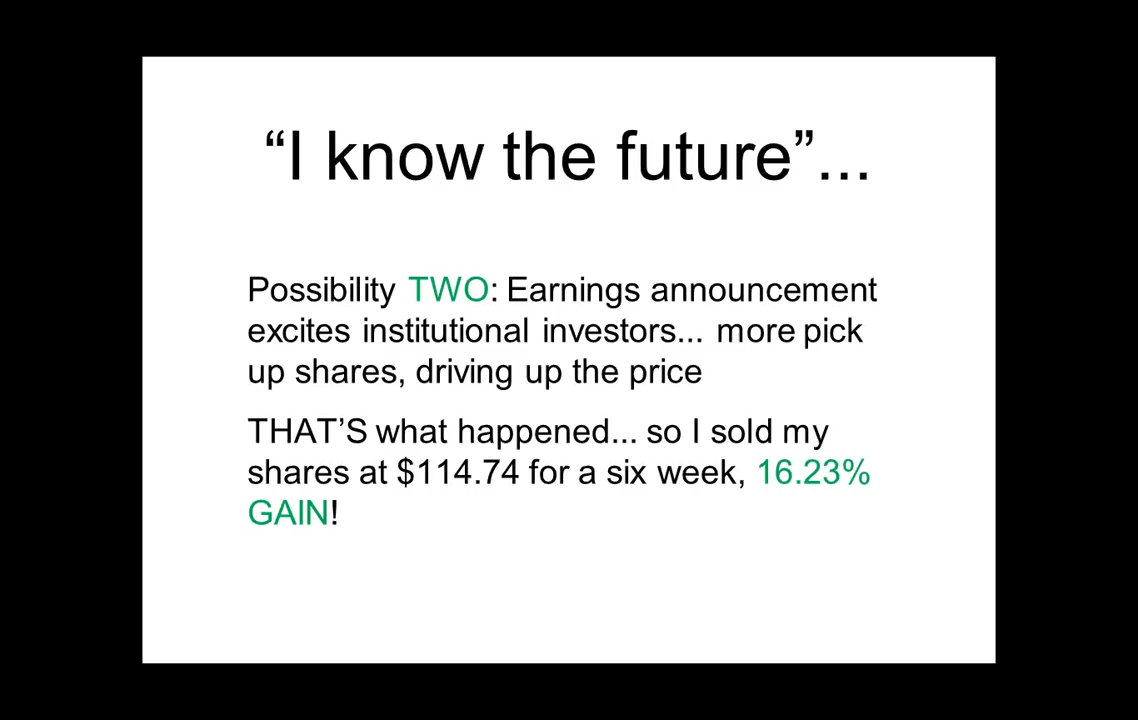 “I know the future”...
Possibility TWO: Earnings announcement
excites institutional investors... more pick
up shares, driving up the price
THAT’S what happened... so I sold my
shares at $114.74 for a six week, 16.23%
GAIN!